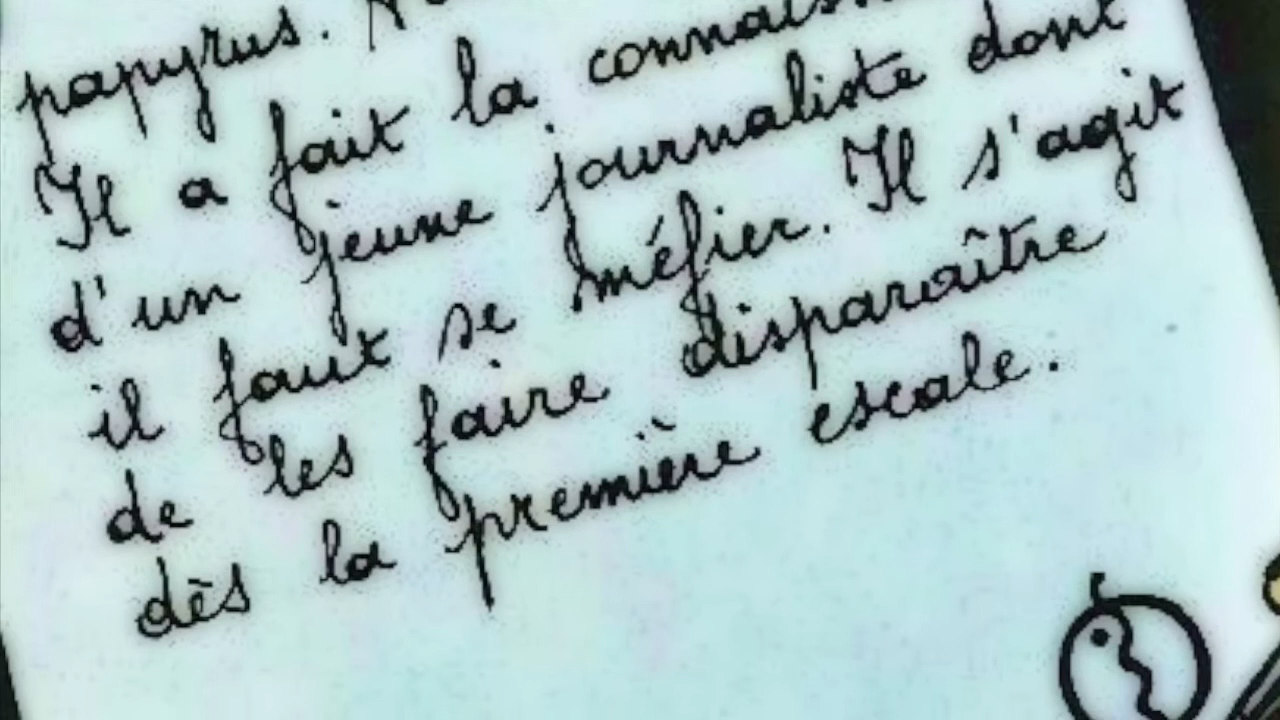 papyrus.
Il a fait la
d'un jeune journaliste dont
il faut se méfier. Il s'agit
de les faire disparaître
dès la première escale.